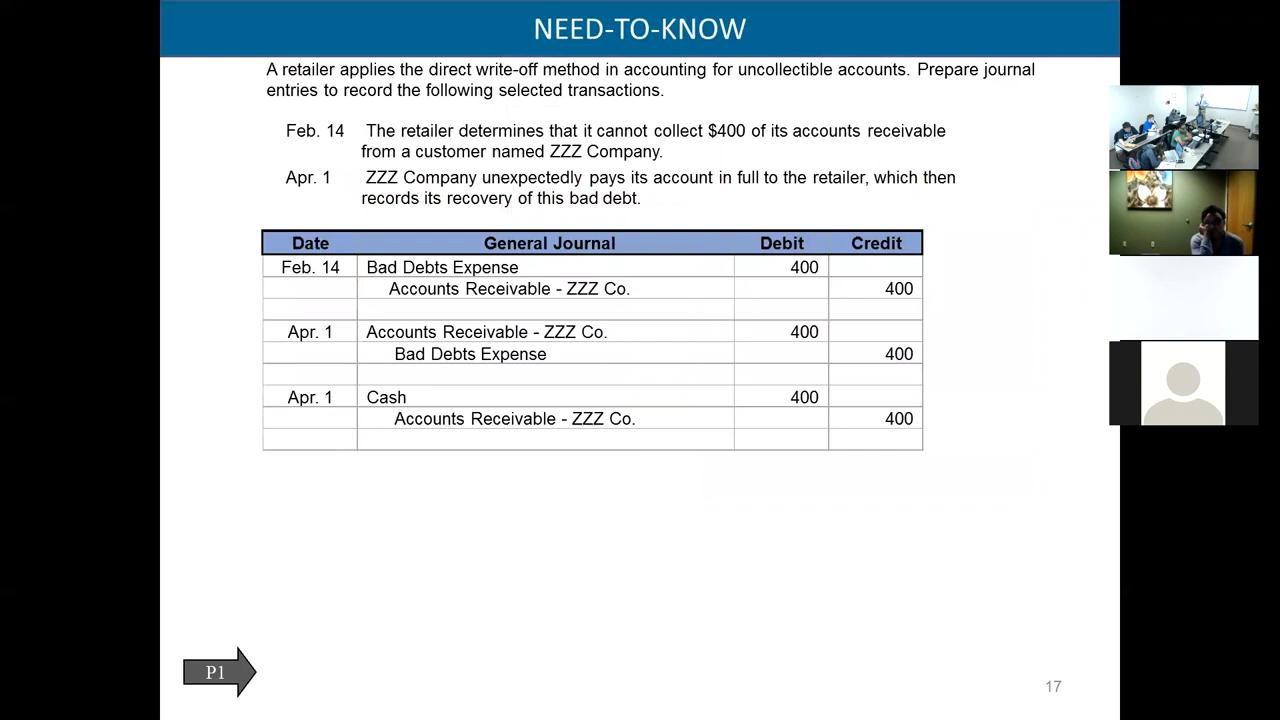 NEED-TO-KNOW
A retailer applies the direct write-off method in accounting for uncollectible accounts. Prepare journal
entries to record the following selected transactions.
Feb. 14 The retailer determines that it cannot collect $400 of its accounts receivable
from a customer named ZZZ Company.
Apr. 1 ZZZ Company unexpectedly pays its account in full to the retailer, which then
records its recovery of this bad debt.
Date General Journal Debit Credit
Feb. 14 Bad Debts Expense 400
Accounts Receivable - ZZZ Co. 400
Apr. 1 Accounts Receivable - ZZZ Co. 400
Bad Debts Expense 400
Apr. 1 Cash 400
Accounts Receivable - ZZZ Co. 400
P1
17